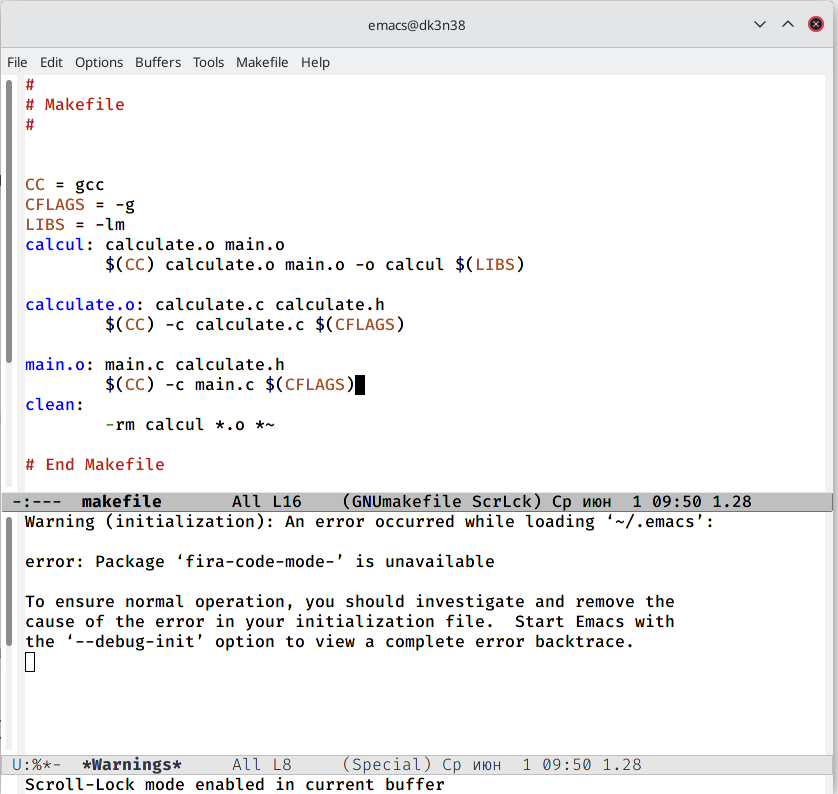 emacs@dk3n38
File Edit Options Buffers Tools Makefile Help
#
# Makefile
#
CC = gcc
CFLAGS = -g
LIBS = -lm
calcul: calculate.o main.o
        $(CC) calculate.o main.o -o calcul $(LIBS)
calculate.o: calculate.c calculate.h
        $(CC) -c calculate.c $(CFLAGS)
main.o: main.c calculate.h
        $(CC) -c main.c $(CFLAGS)
clean:
        -rm calcul *.o *~
# End Makefile
-:---  makefile       All L16    (GNUmakefile ScrLck) Ср июн  1 09:50 1.28
Warning (initialization): An error occurred while loading ‘~/.emacs’:
error: Package ‘fira-code-mode-’ is unavailable
To ensure normal operation, you should investigate and remove the
cause of the error in your initialization file.  Start Emacs with
the ‘--debug-init’ option to view a complete error backtrace.
U:%*-  *Warnings*     All L8     (Special) Ср июн  1 09:50 1.28
Scroll-Lock mode enabled in current buffer